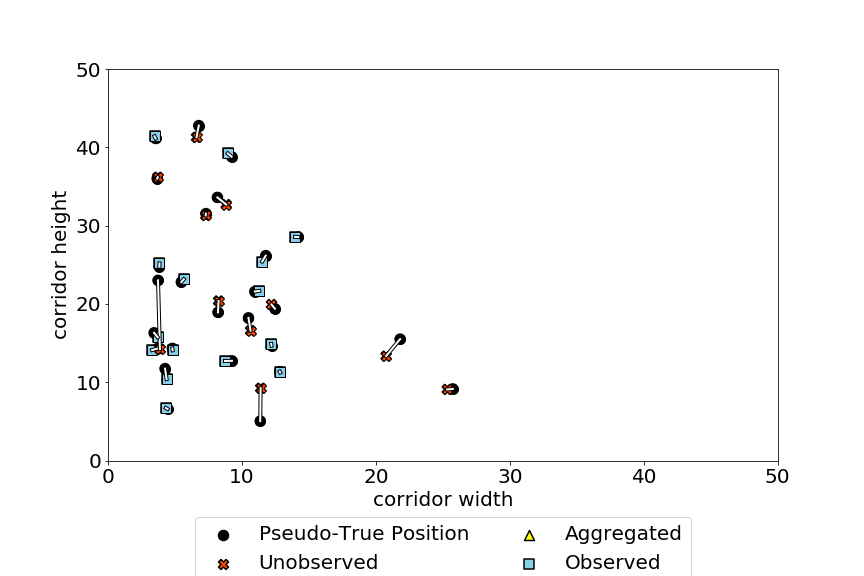 50
40
30
20
10
0
corridor height
0 10 20 30 40 50
corridor width
Pseudo-True Position Aggregated
Unobserved Observed